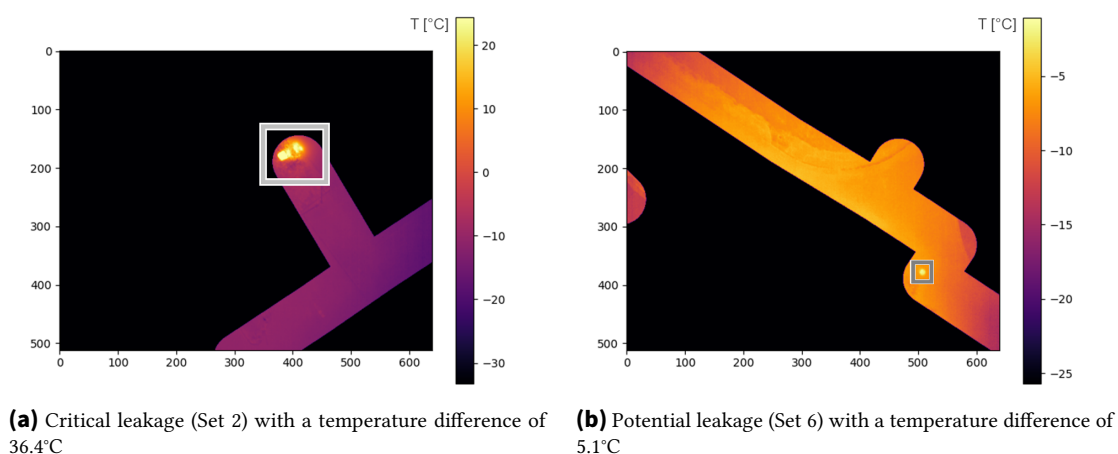 T [°C]
T [°C]
0
100
200
300
400
500
0 100 200 300 400 500 600
20
10
0
−10
−20
−30
0
100
200
300
400
500
0 100 200 300 400 500 600
−5
−10
−15
−20
−25
(a) Critical leakage (Set 2) with a temperature difference of
36.4°C
(b) Potential leakage (Set 6) with a temperature difference of
5.1°C